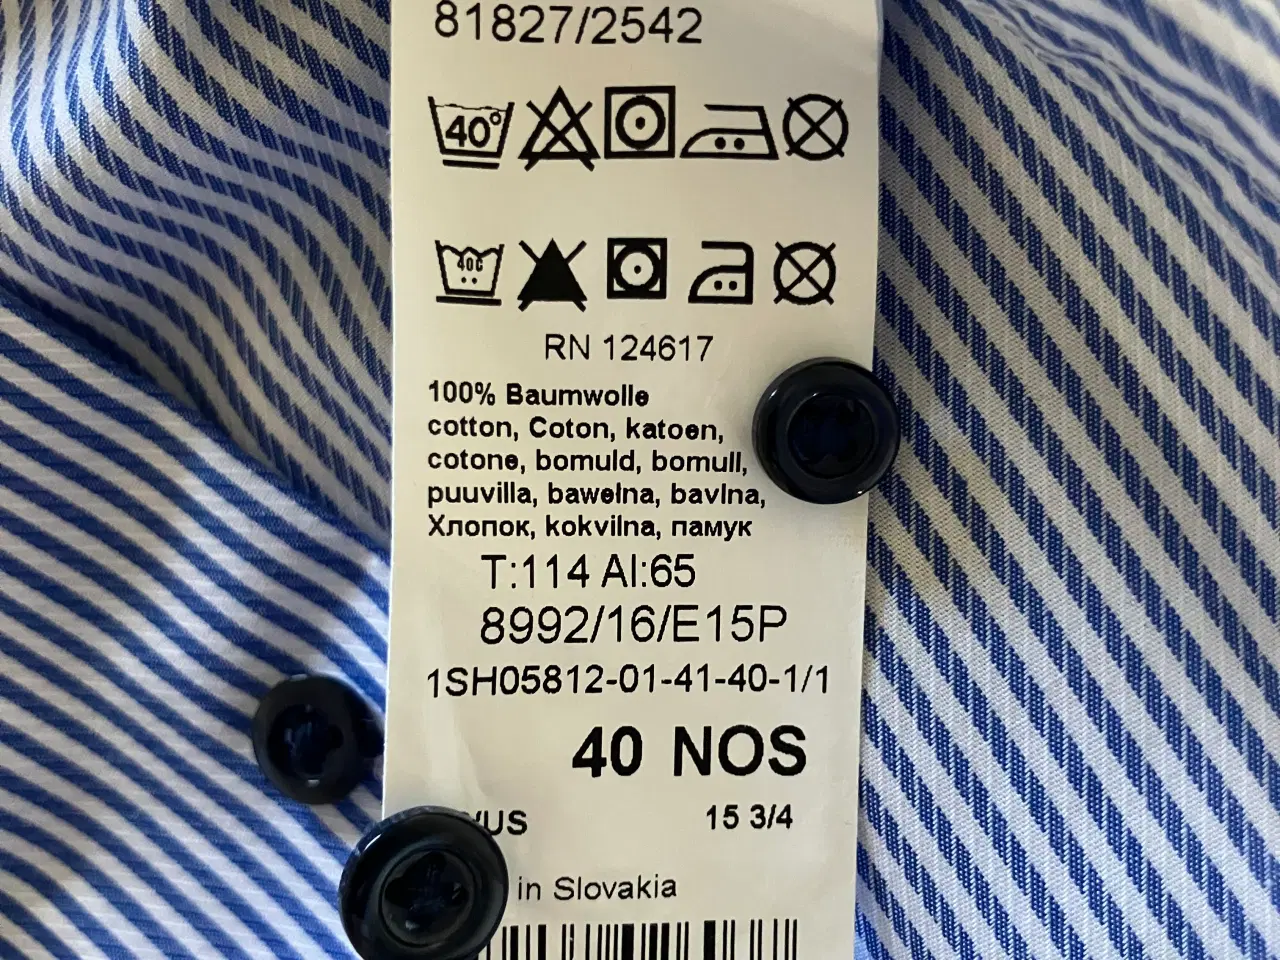 81827/2542
40°
40C
RN 124617
100% Baumwolle
cotton, Coton, katoen,
cotone, bomuld, bomull,
puuvilla, bawełna, bavlna,
Хлопок, kokvilna, памук
T:114 Al:65
8992/16/E15P
1SH05812-01-41-40-1/1
40 NOS
/US 15 3/4
in Slovakia